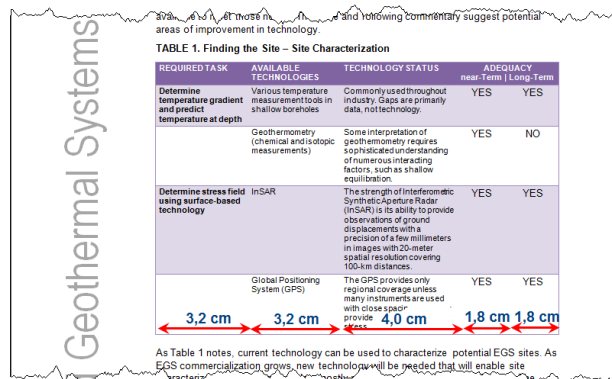 Geothermal Systems
and following commentary suggest potential
areas of improvement in technology.
TABLE 1. Finding the Site – Site Characterization
REQUIRED TASK
AVAILABLE
TECHNOLOGIES
TECHNOLOGY STATUS
ADEQUACY
near-Term | Long-Term
Determine
temperature gradient
and predict
temperature at depth
Various temperature
measurement tools in
shallow boreholes
Commonly used throughout
industry. Gaps are primarily
data, not technology.
YES YES
Geothermometry
(chemical and isotopic
measurements)
Some interpretation of
geothermometry requires
sophisticated understanding
of numerous interacting
factors, such as shallow
equilibration.
YES NO
Determine stress field
using surface-based
technology
InSAR
The strength of Interferometric
Synthetic Aperture Radar
(InSAR) is its ability to provide
observations of ground
displacements with a
precision of a few millimeters
in images with 20-meter
spatial resolution covering
100-km distances.
YES YES
Global Positioning
System (GPS)
The GPS provides only
regional coverage unless
many instruments are used
with close
provide
stress
YES YES
3,2 cm 3,2 cm 4,0 cm 1,8 cm 1,8 cm
As Table 1 notes, current technology can be used to characterize potential EGS sites. As
EGS commercialization grows, new technology will be needed that will enable site